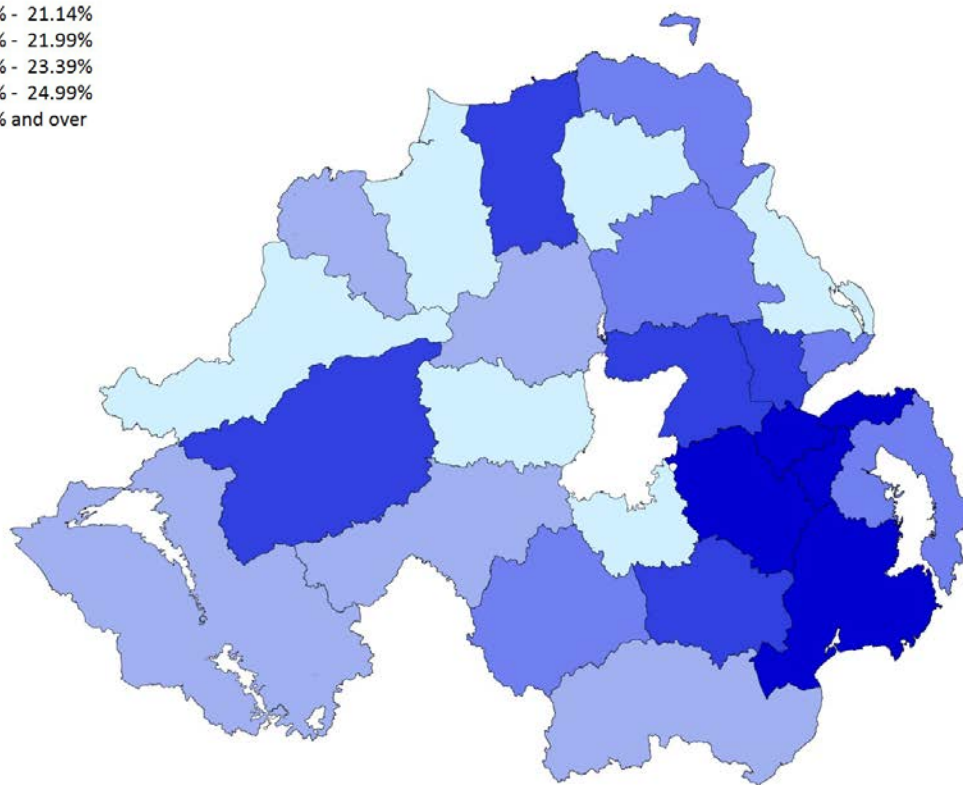 % - 21.14%
% - 21.99%
% - 23.39%
% - 24.99%
% and over